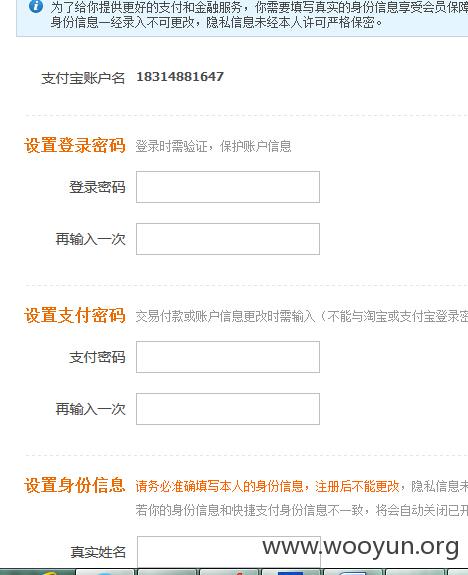 为了给你提供更好的支付和金融服务，你需要填写真实的身份信息享受会员保障
身份信息一经录入不可更改，隐私信息未经本人许可严格保密。
支付宝账户名 18314881647
设置登录密码 登录时需验证，保护账户信息
登录密码
再输入一次
设置支付密码 交易付款或账户信息更改时需输入（不能与淘宝或支付宝登录密
支付密码
再输入一次
设置身份信息 请务必准确填写本人的身份信息，注册后不能更改，隐私信息未
若你的身份信息和快捷支付身份信息不一致，将会自动关闭已开
真实姓名
www.wooyun.org